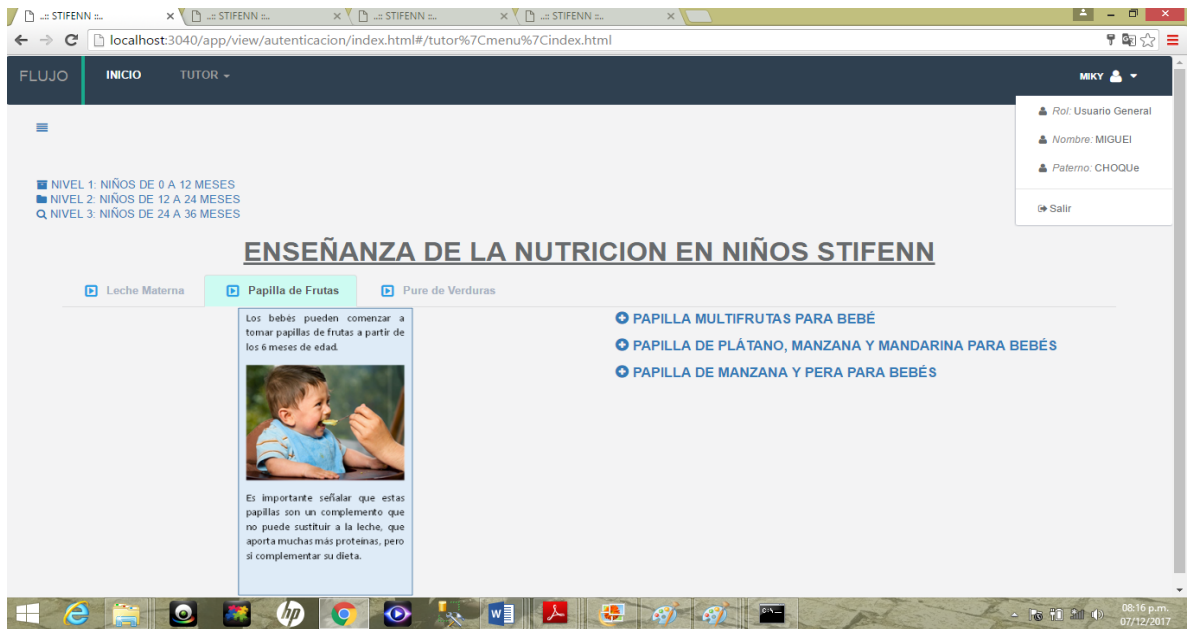 ..:: STIFENN ::.. ..:: STIFENN ::.. ..:: STIFENN ::.. ..:: STIFENN ::..
localhost:3040/app/view/autenticacion/index.html#/tutor%7Cmenu%7Cindex.html
FLUJO INICIO TUTOR MIKY
Rol: Usuario General
Nombre: MIGUEl
Paterno: CHOQUe
Salir
NIVEL 1: NIÑOS DE 0 A 12 MESES
NIVEL 2: NIÑOS DE 12 A 24 MESES
NIVEL 3: NIÑOS DE 24 A 36 MESES
ENSEÑANZA DE LA NUTRICION EN NIÑOS STIFENN
Leche Materna Papilla de Frutas Pure de Verduras
Los bebès pueden comenzar a
tomar papillas de frutas a partir de
los 6 meses de edad.
Es importante señalar que estas
papillas son un complemento que
no puede sustituir a la leche, que
aporta muchas más proteínas, pero
si complementar su dieta.
PAPILLA MULTIFRUTAS PARA BEBÉ
PAPILLA DE PLÁTANO, MANZANA Y MANDARINA PARA BEBÉS
PAPILLA DE MANZANA Y PERA PARA BEBÉS
hp
08:16 p.m.
07/12/2017